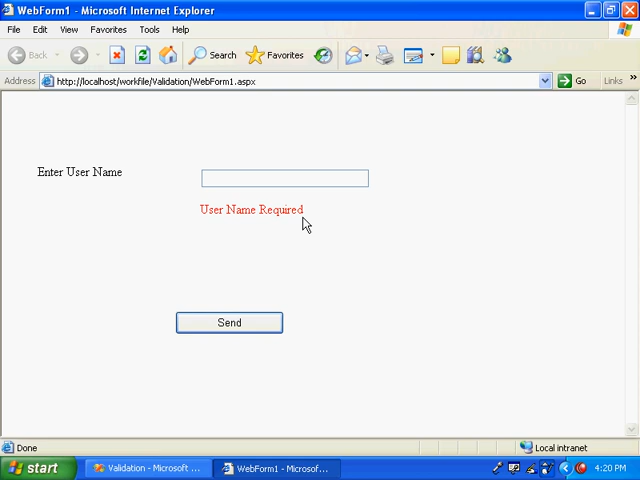 WebForm1 - Microsoft Internet Explorer
File Edit View Favorites Tools Help
Back Search Favorites
Address http://localhost/workfile/Validation/WebForm1.aspx Go Links »
Enter User Name
User Name Required
Send
Done Local intranet
start Validation - Microsoft ... WebForm1 - Microsof... 4:20 PM